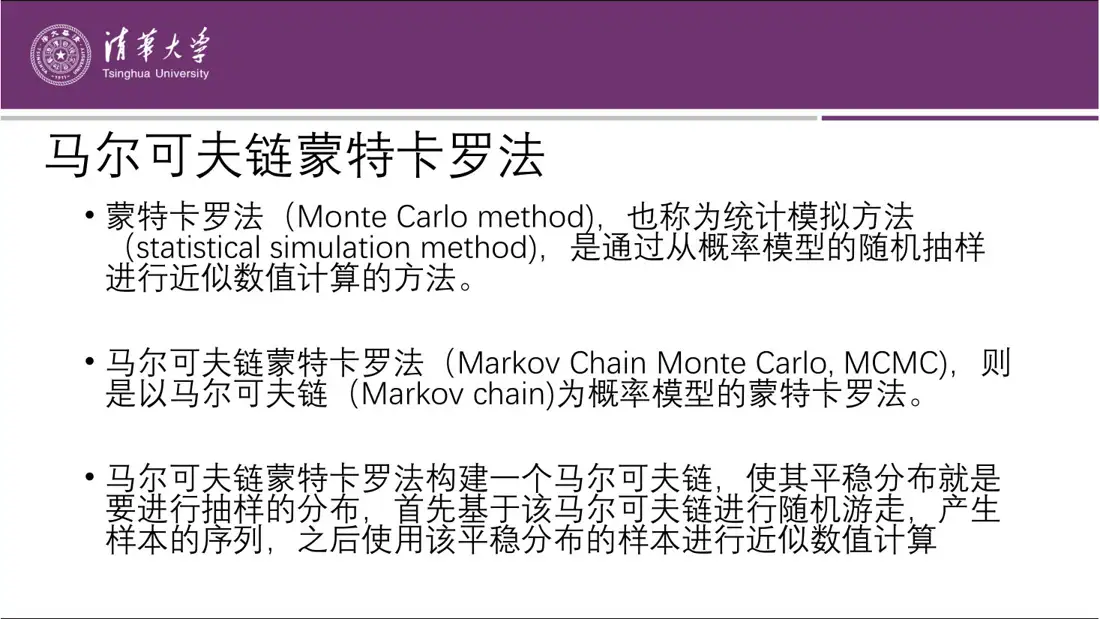 清华大学
Tsinghua University
马尔可夫链蒙特卡罗法
• 蒙特卡罗法（Monte Carlo method)，也称为统计模拟方法
（statistical simulation method)，是通过从概率模型的随机抽样
进行近似数值计算的方法。
• 马尔可夫链蒙特卡罗法（Markov Chain Monte Carlo, MCMC)，则
是以马尔可夫链（Markov chain)为概率模型的蒙特卡罗法。
• 马尔可夫链蒙特卡罗法构建一个马尔可夫链，使其平稳分布就是
要进行抽样的分布，首先基于该马尔可夫链进行随机游走，产生
样本的序列，之后使用该平稳分布的样本进行近似数值计算